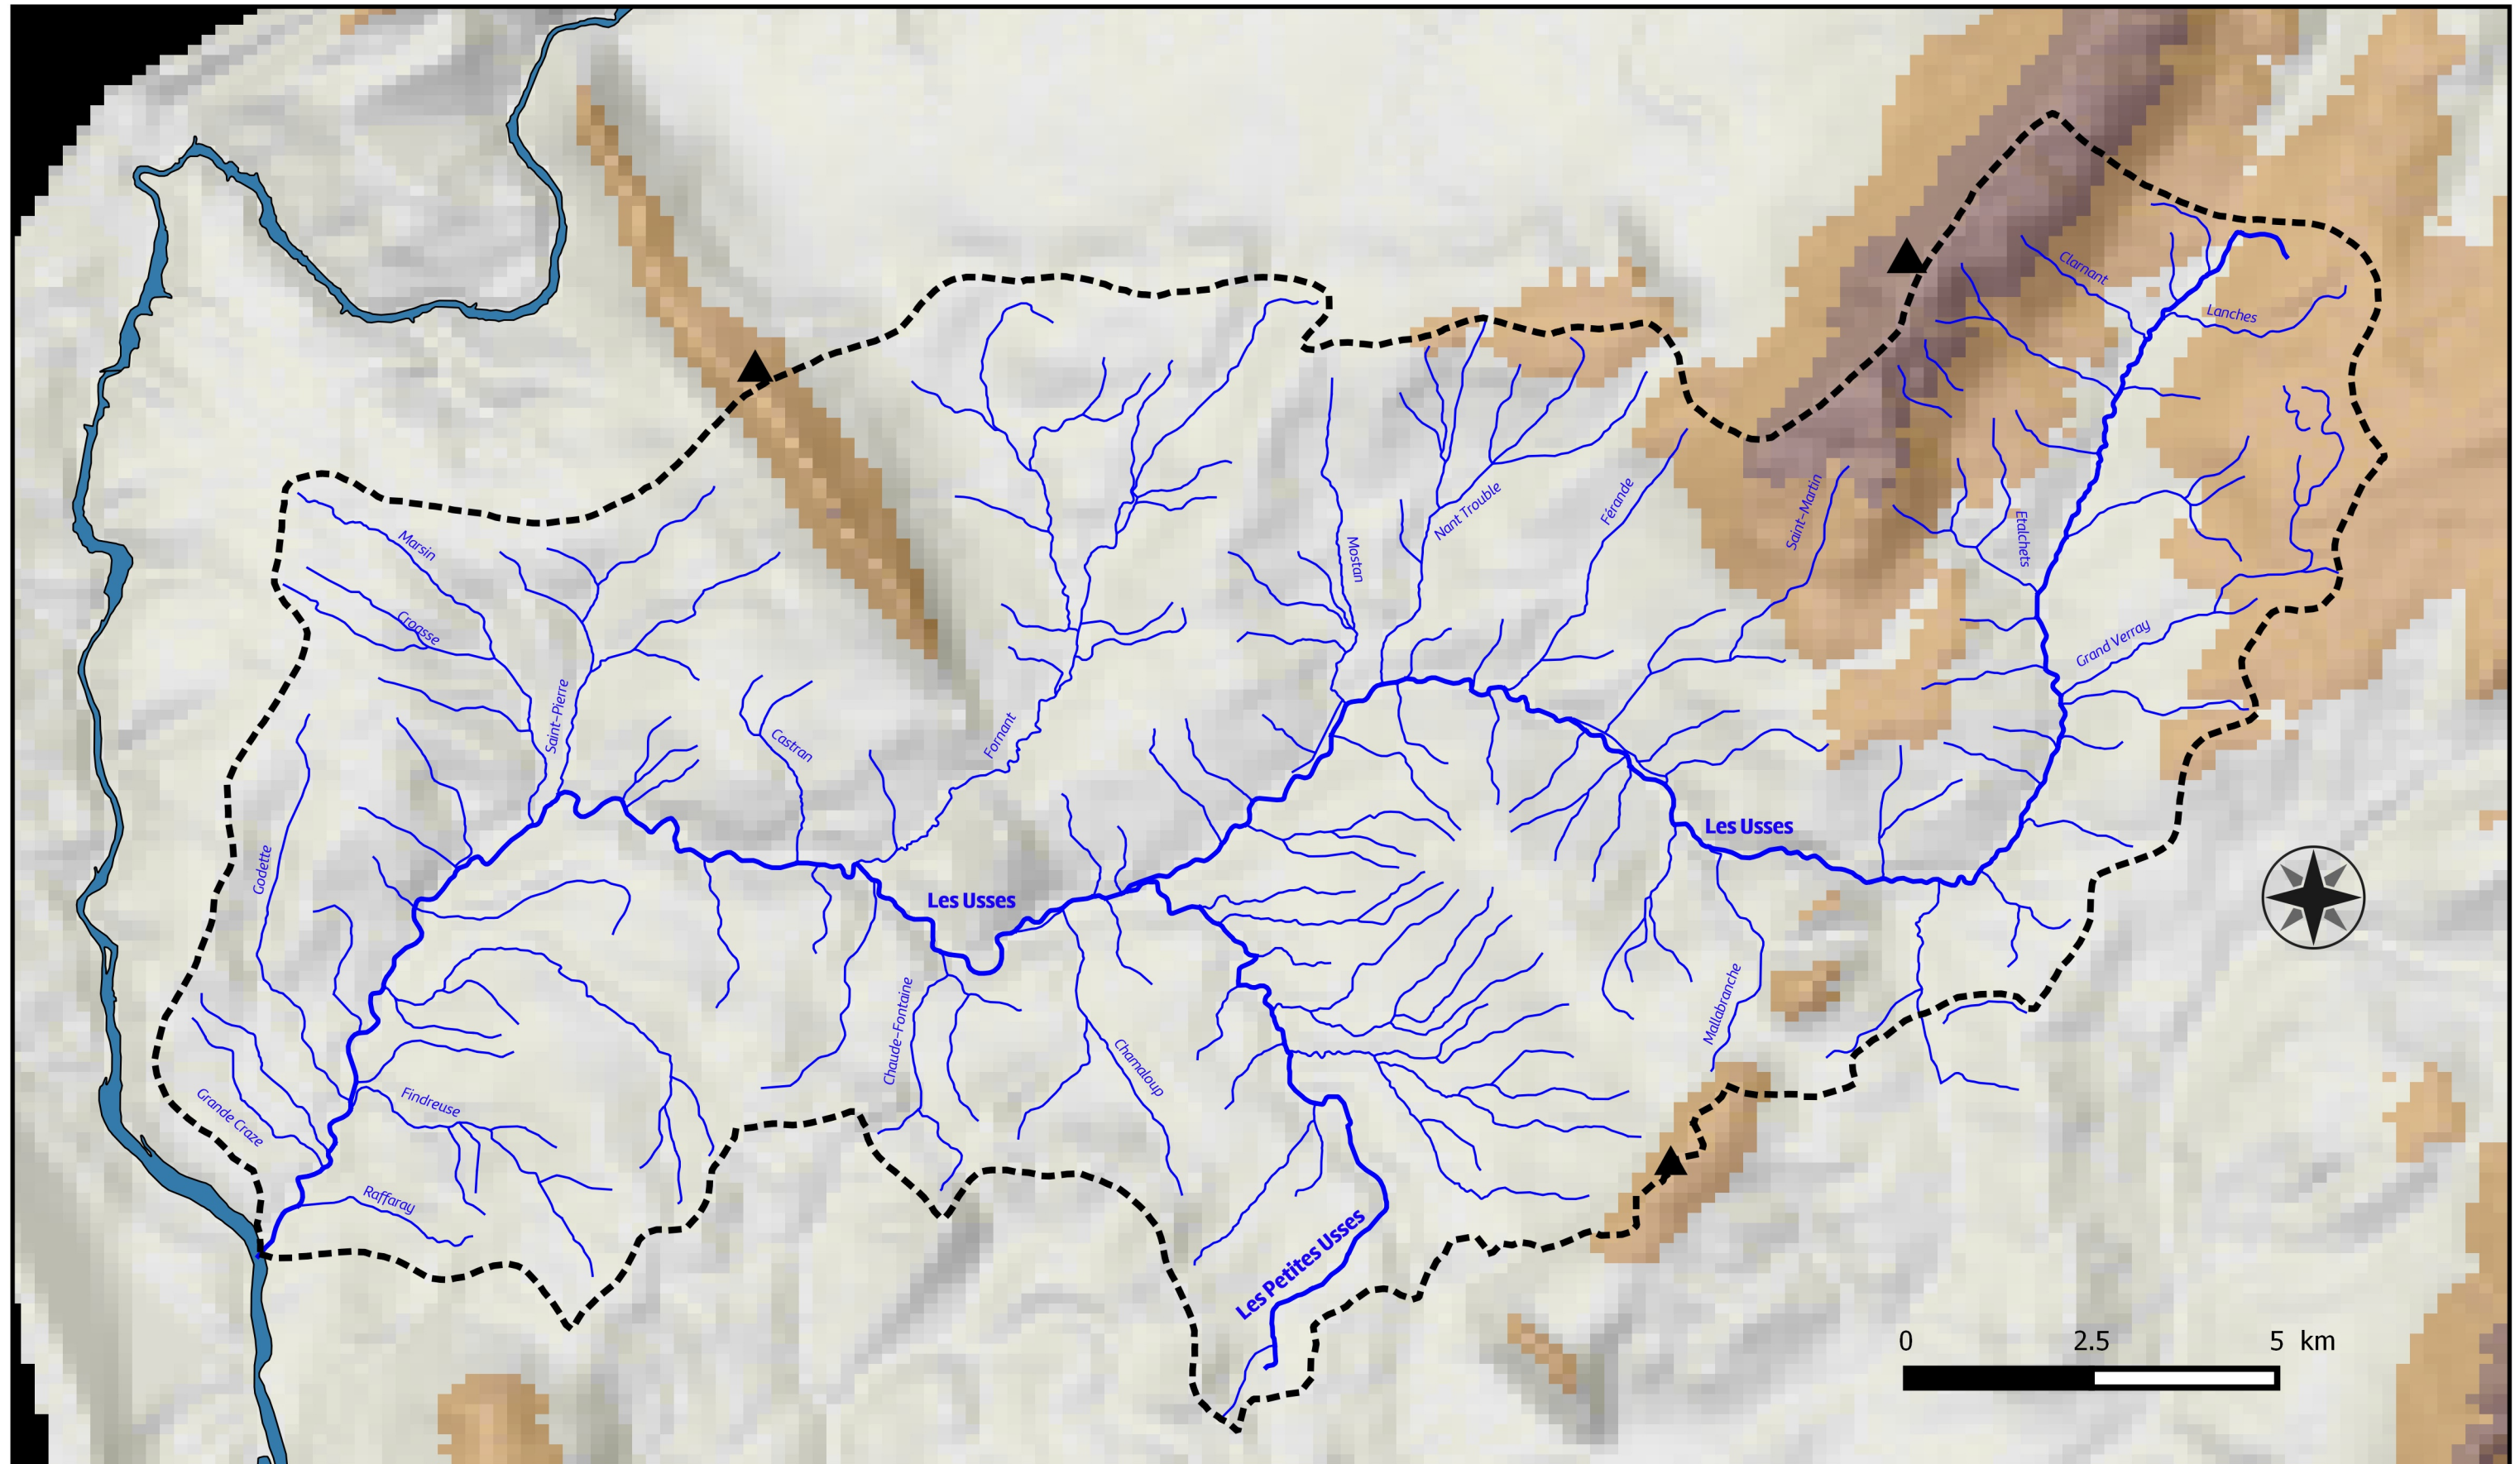 Clarnant
Lanches
Marsin
Croasse
Saint-Pierre
Castran
Fornant
Mostan
Nant Trouble
Férande
Saint-Martin
Etalchets
Grand Verray
Godette
Les Usses
Les Usses
Chaude-Fontaine
Chamaloup
Mallabranche
Grande Craze
Findreuse
Raffaray
Les Petites Usses
0 2.5 5 km